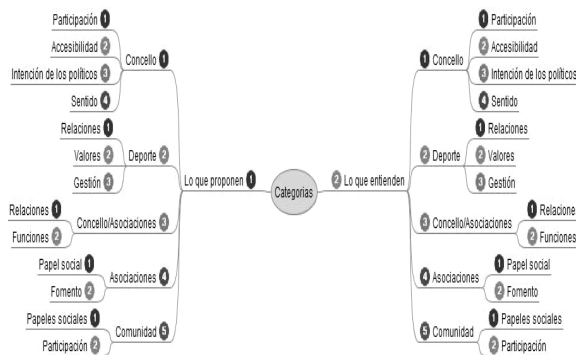 Categorias
Lo que proponen 1
Concello 1
Participación 1
Accesibilidad 2
Intención de los políticos 3
Sentido 4
Deporte 2
Relaciones 1
Valores 2
Gestión 3
Concello/Asociaciones 3
Relaciones 1
Funciones 2
Asociaciones 4
Papel social 1
Fomento 2
Comunidad 5
Papeles sociales 1
Participación 2
2 Lo que entienden
1 Concello
1 Participación
2 Accesibilidad
3 Intención de los políticos
4 Sentido
2 Deporte
1 Relaciones
2 Valores
3 Gestión
3 Concello/Asociaciones
1 Relacione
2 Funciones
4 Asociaciones
1 Papel social
2 Fomento
5 Comunidad
1 Papeles sociales
2 Participación